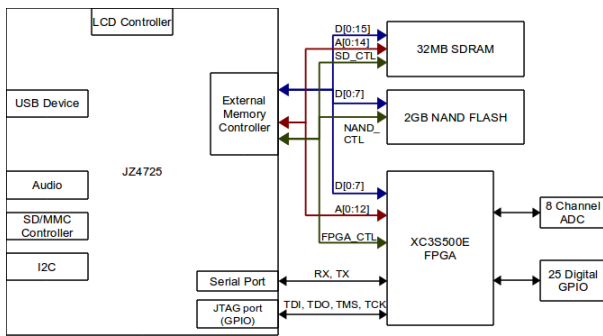 LCD Controller
D[0:15]
A[0:14]
SD_CTL
32MB SDRAM
USB Device
External
Memory
Controller
D[0:7]
NAND_
CTL
2GB NAND FLASH
JZ4725
Audio
SD/MMC
Controller
I2C
D[0:7]
A[0:12]
FPGA_CTL
XC3S500E
FPGA
8 Channel
ADC
25 Digital
GPIO
Serial Port
RX, TX
JTAG port
(GPIO)
TDI, TDO, TMS, TCK